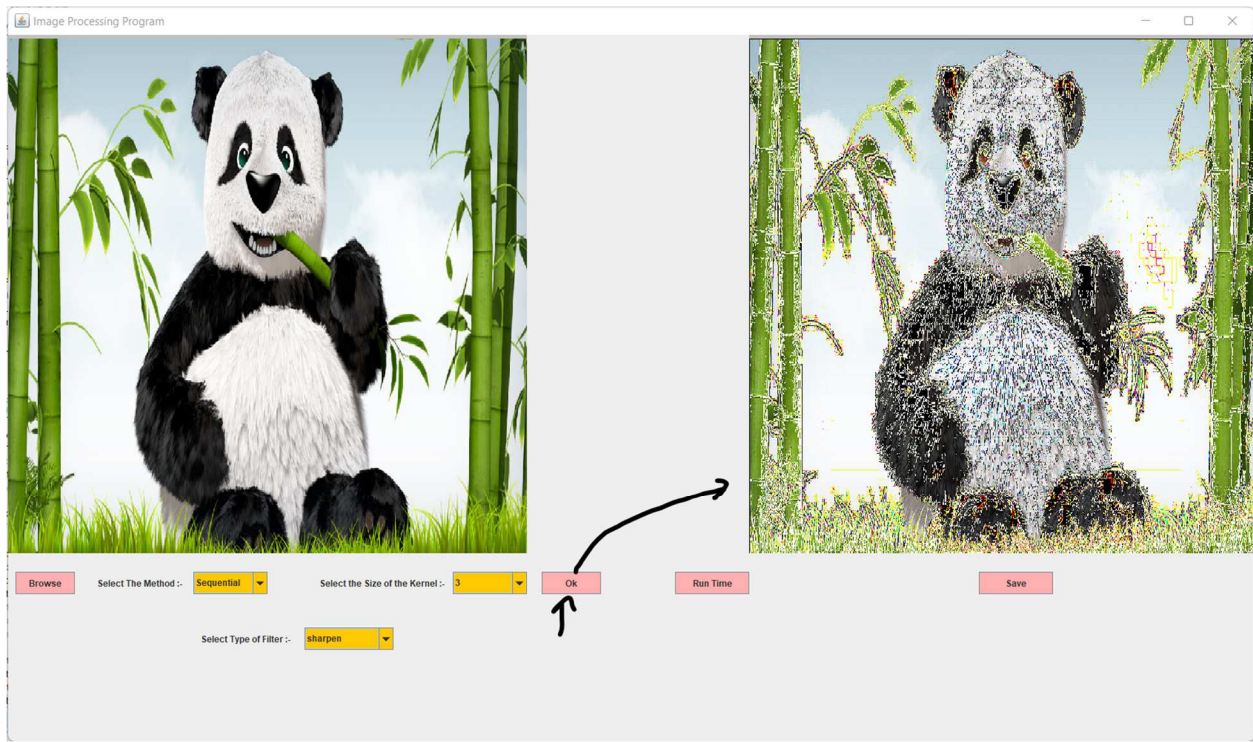 Image Processing Program
Browse Select The Method :- Sequential Select the Size of the Kernel :- 3 Ok Run Time Save
Select Type of Filter :- sharpen